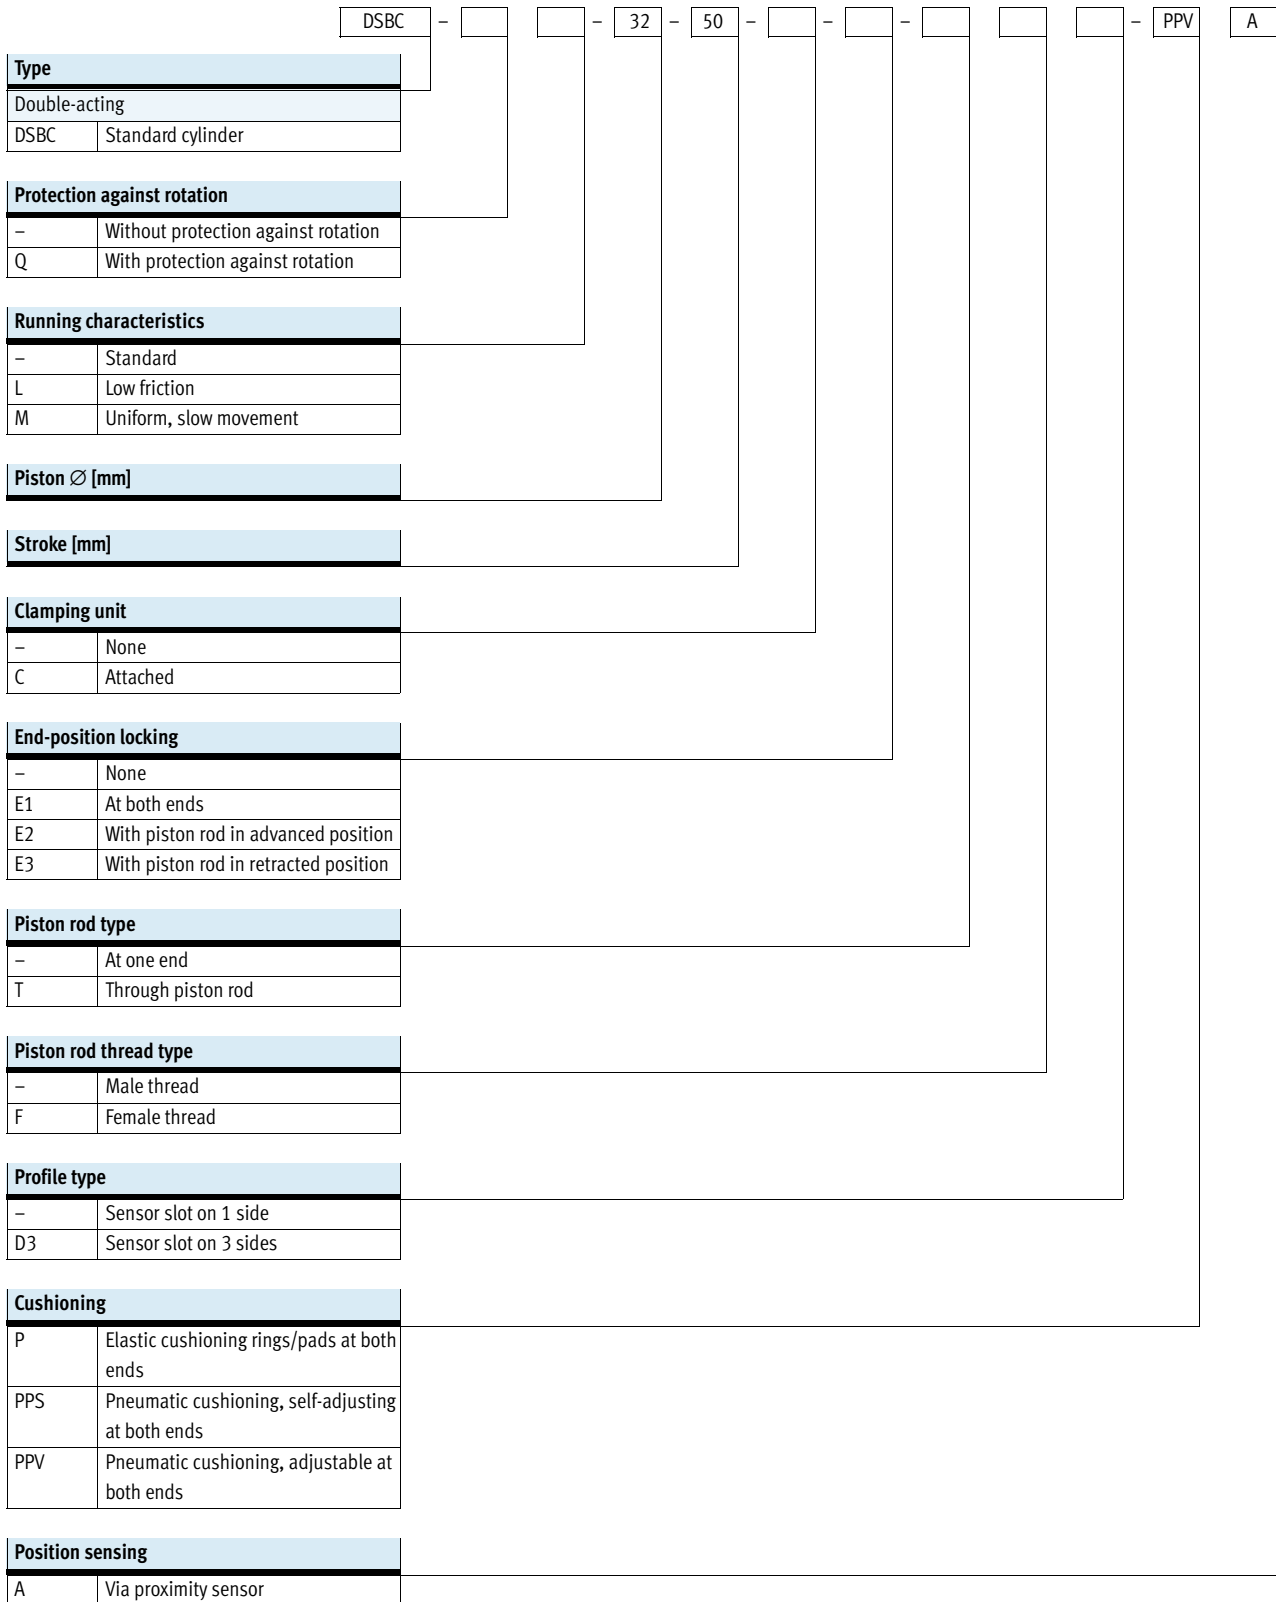 DSBC – – 32 – 50 – – – – PPV A
Type
Double-acting
DSBC Standard cylinder
Protection against rotation
– Without protection against rotation
Q With protection against rotation
Running characteristics
– Standard
L Low friction
M Uniform, slow movement
Piston ∅ [mm]
Stroke [mm]
Clamping unit
– None
C Attached
End-position locking
– None
E1 At both ends
E2 With piston rod in advanced position
E3 With piston rod in retracted position
Piston rod type
– At one end
T Through piston rod
Piston rod thread type
– Male thread
F Female thread
Profile type
– Sensor slot on 1 side
D3 Sensor slot on 3 sides
Cushioning
P Elastic cushioning rings/pads at both
ends
PPS Pneumatic cushioning, self-adjusting
at both ends
PPV Pneumatic cushioning, adjustable at
both ends
Position sensing
A Via proximity sensor